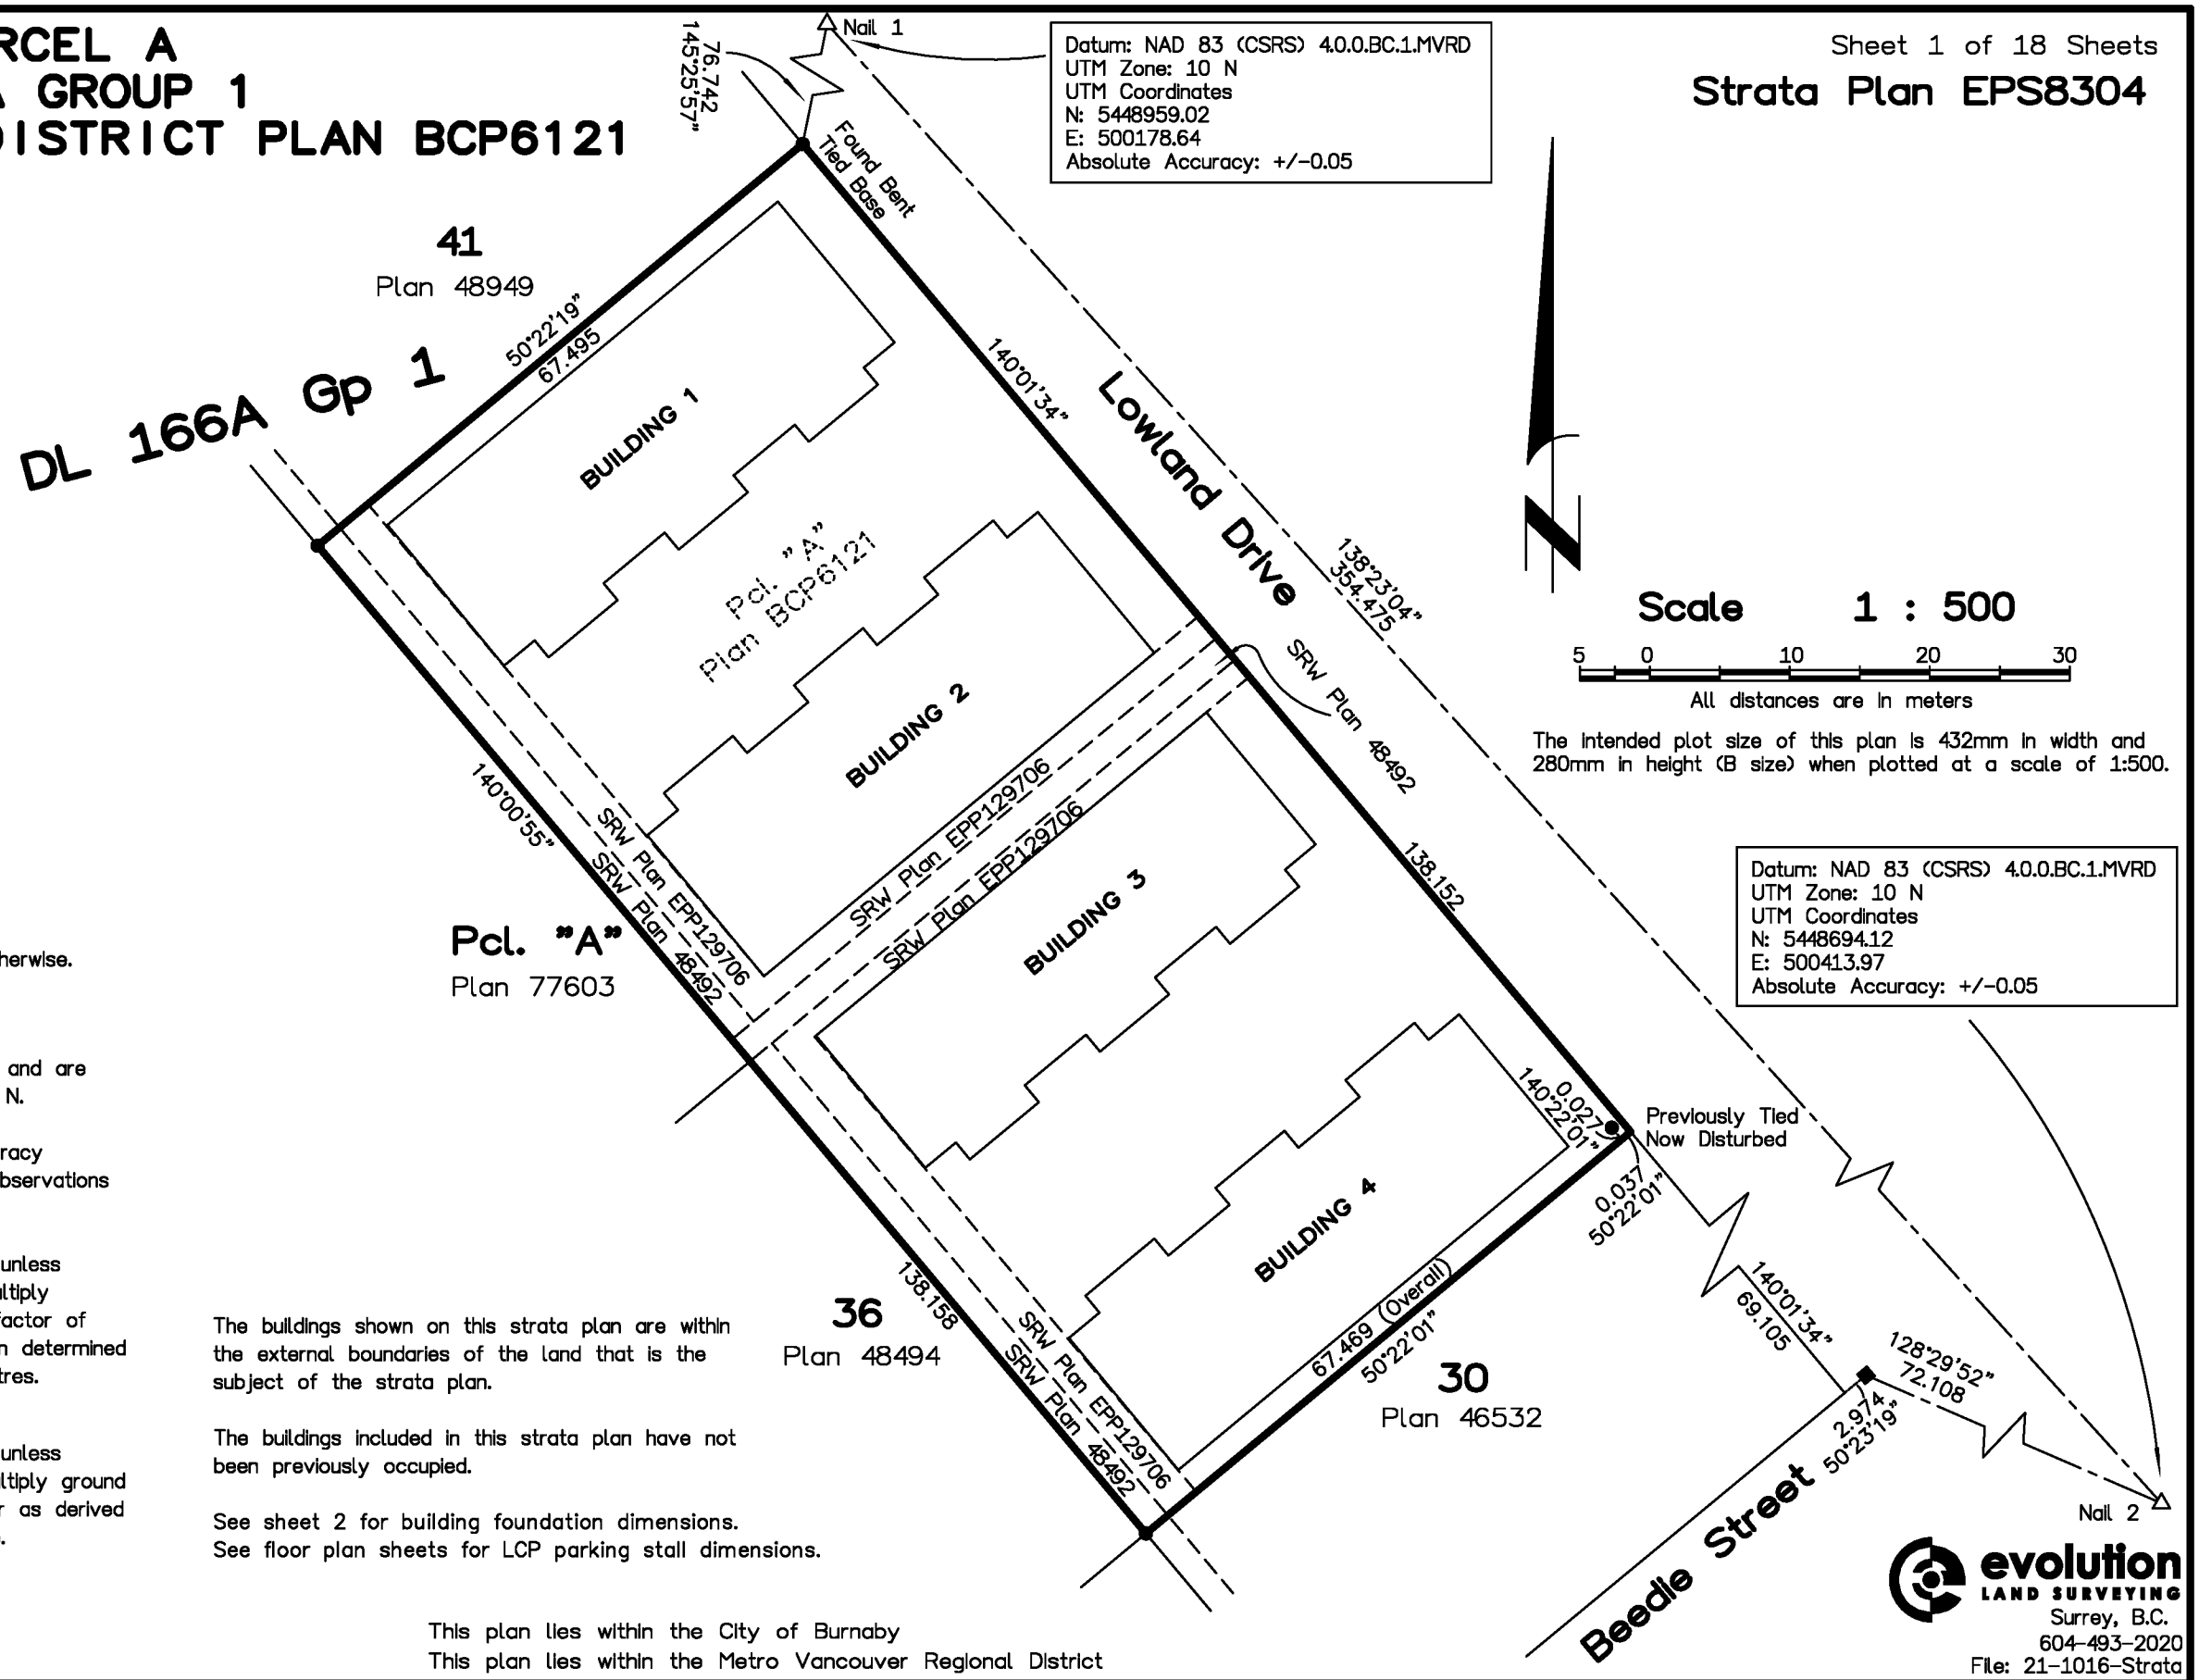 RCEL A
GROUP 1
DISTRICT PLAN BCP6121
Sheet 1 of 18 Sheets
Strata Plan EPS8304
Nail 1
76.742
145°25'57"
Datum: NAD 83 (CSRS) 4.0.0.BC.1.MVRD
UTM Zone: 10 N
UTM Coordinates
N: 5448959.02
E: 500178.64
Absolute Accuracy: +/-0.05
Found Bent
Tied Base
41
Plan 48949
50°22'19"
67.495
DL 166A Gp 1
BUILDING 1
140°01'34"
Lowland Drive
138°23'04"
354.475
Pcl. "A"
Plan BCP6121
BUILDING 2
SRW Plan 48492
Scale 1 : 500
5 0 10 20 30
All distances are in meters
The intended plot size of this plan is 432mm in width and
280mm in height (B size) when plotted at a scale of 1:500.
140°00'55"
SRW Plan EPP129706
SRW Plan 48492
SRW Plan EPP129706
SRW Plan EPP129706
BUILDING 3
138.152
Datum: NAD 83 (CSRS) 4.0.0.BC.1.MVRD
UTM Zone: 10 N
UTM Coordinates
N: 5448694.12
E: 500413.97
Absolute Accuracy: +/-0.05
Pcl. "A"
Plan 77603
herwise.
and are
N.
racy
bservations
unless
ltiply
factor of
n determined
tres.
unless
ltiply ground
r as derived
.
0.027
140°22'01"
Previously Tied
Now Disturbed
0.037
50°22'01"
BUILDING 4
140°01'34"
69.105
128°29'52"
72.108
2.974
50°23'19"
Nail 2
138.158
36
Plan 48494
SRW Plan EPP129706
SRW Plan 48492
67.469 (Overall)
50°22'01"
30
Plan 46532
Beedie Street
The buildings shown on this strata plan are within
the external boundaries of the land that is the
subject of the strata plan.
The buildings included in this strata plan have not
been previously occupied.
See sheet 2 for building foundation dimensions.
See floor plan sheets for LCP parking stall dimensions.
This plan lies within the City of Burnaby
This plan lies within the Metro Vancouver Regional District
evolution
LAND SURVEYING
Surrey, B.C.
604-493-2020
File: 21-1016-Strata